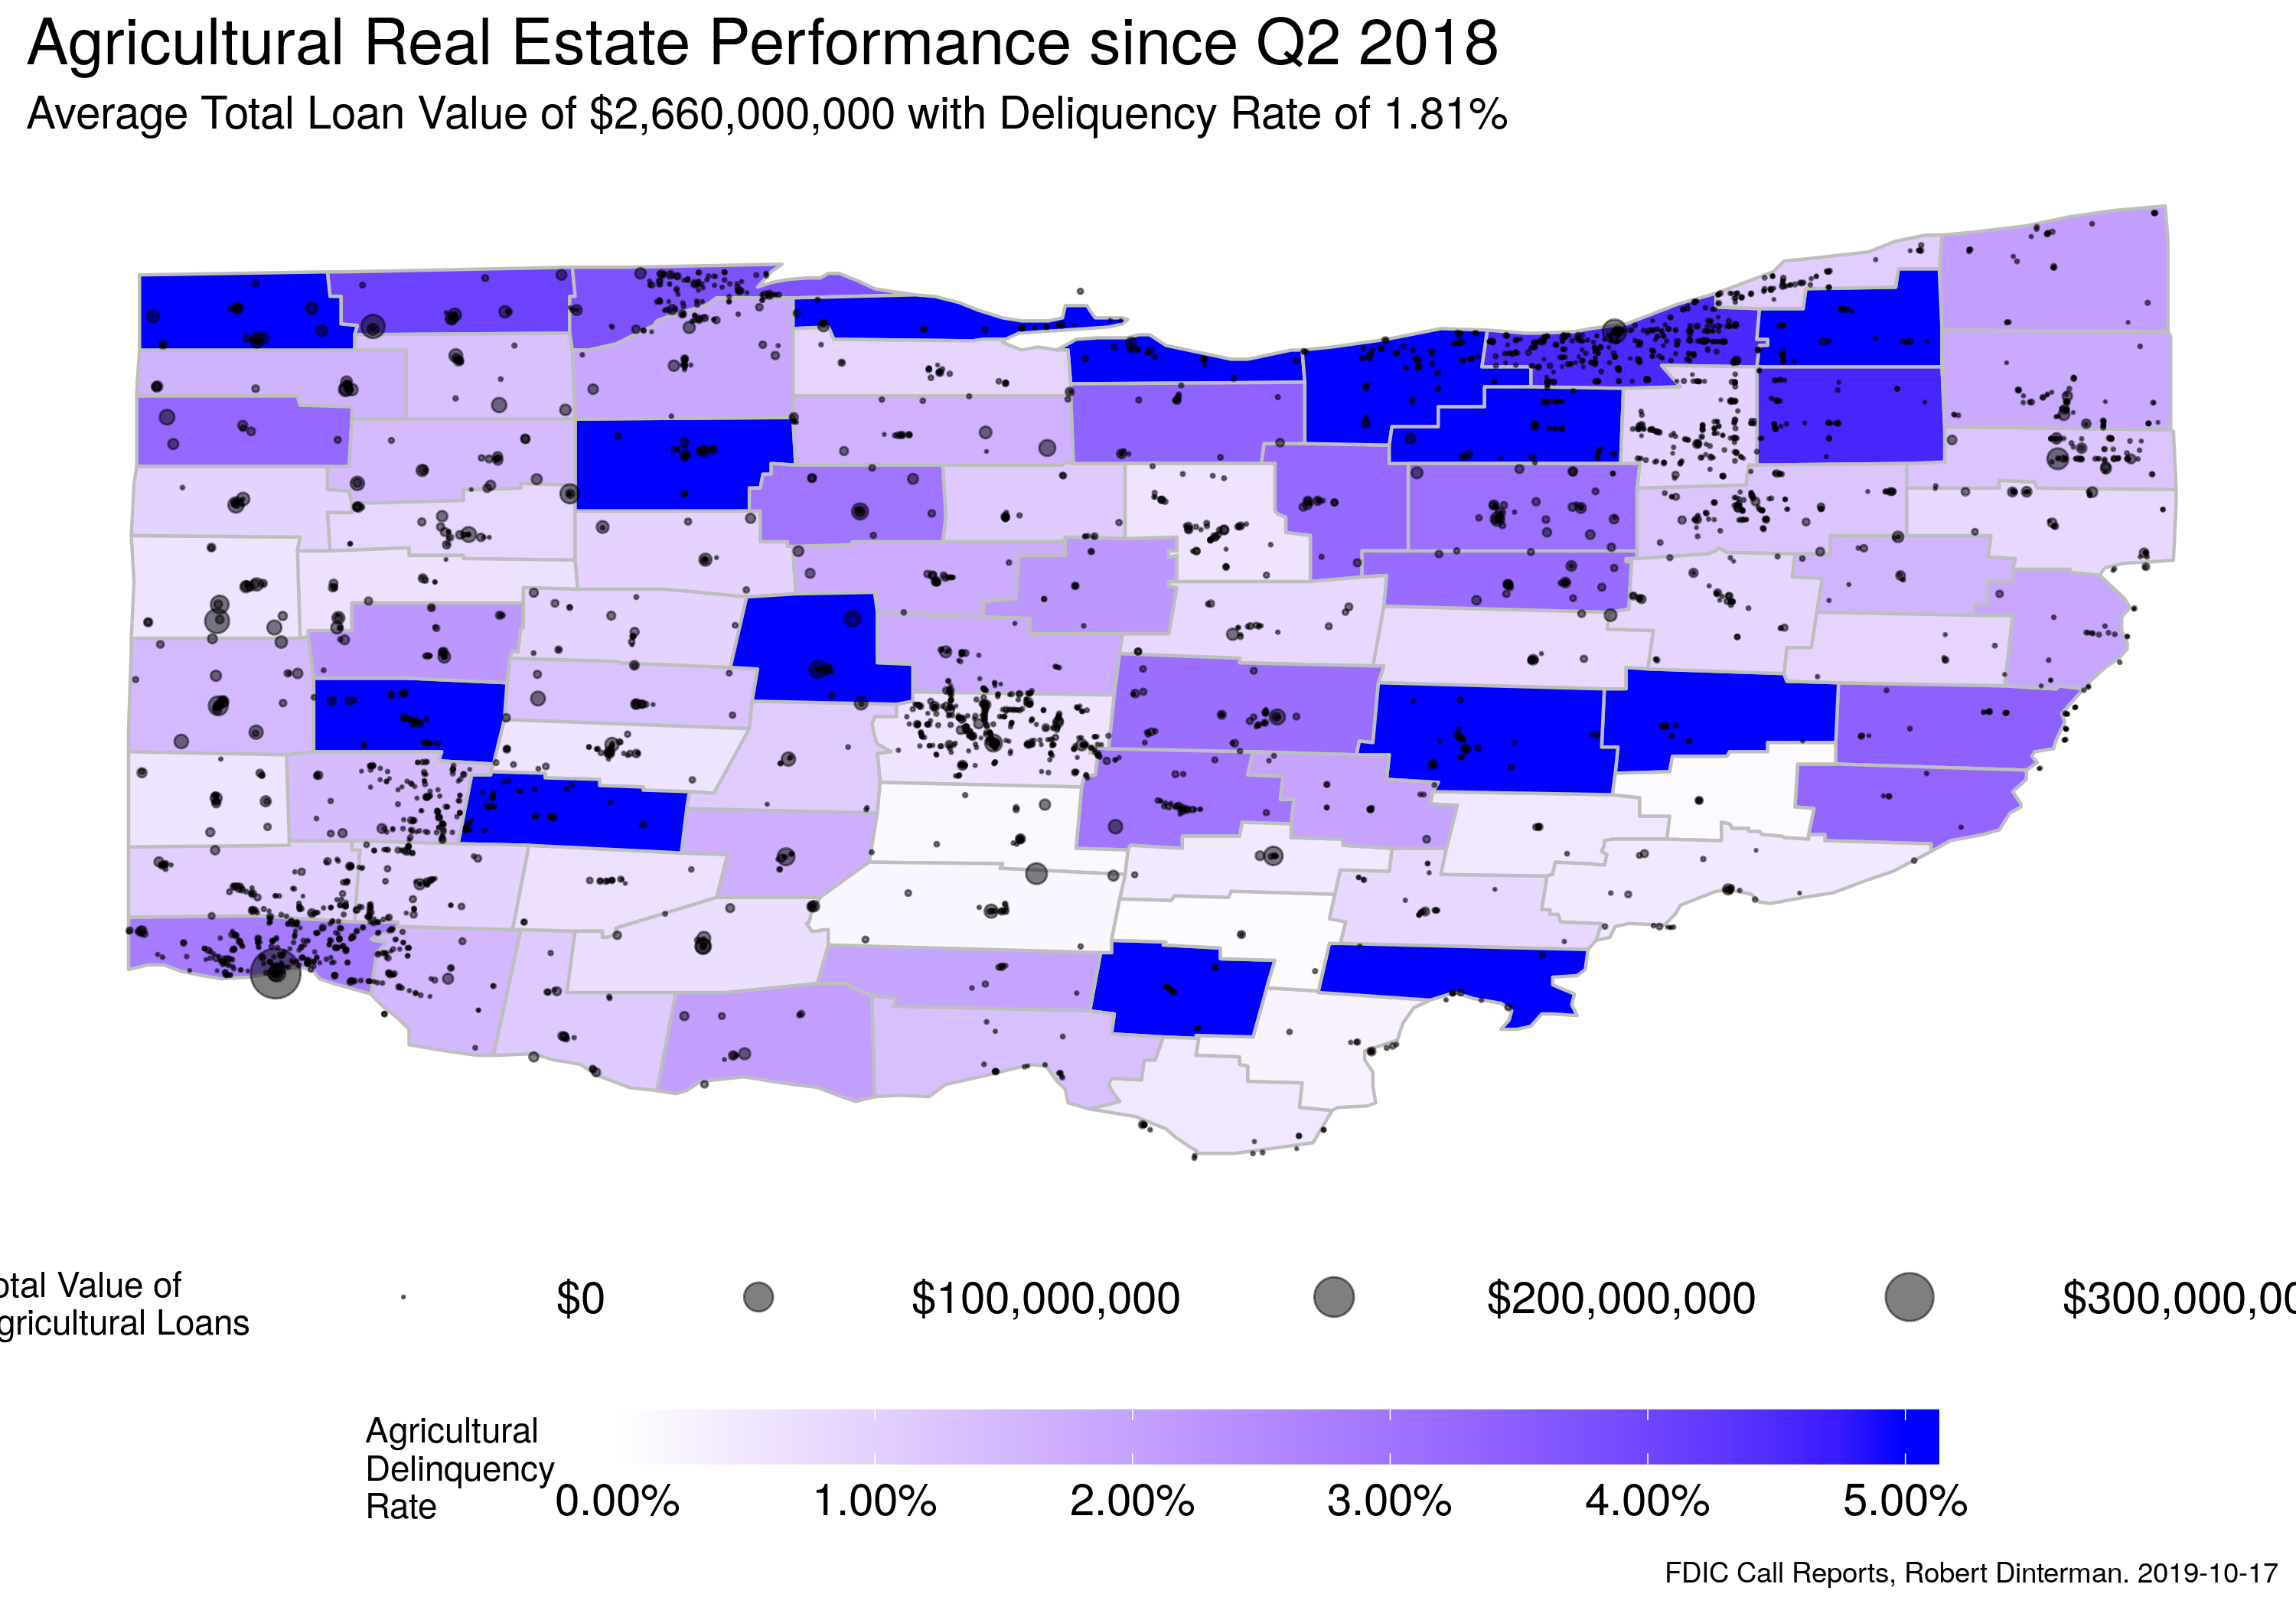 Agricultural Real Estate Performance since Q2 2018
Average Total Loan Value of $2,660,000,000 with Deliquency Rate of 1.81%
otal Value of
gricultural Loans
$0
$100,000,000
$200,000,000
$300,000,00
Agricultural
Delinquency
Rate
0.00%
1.00%
2.00%
3.00%
4.00%
5.00%
FDIC Call Reports, Robert Dinterman. 2019-10-17